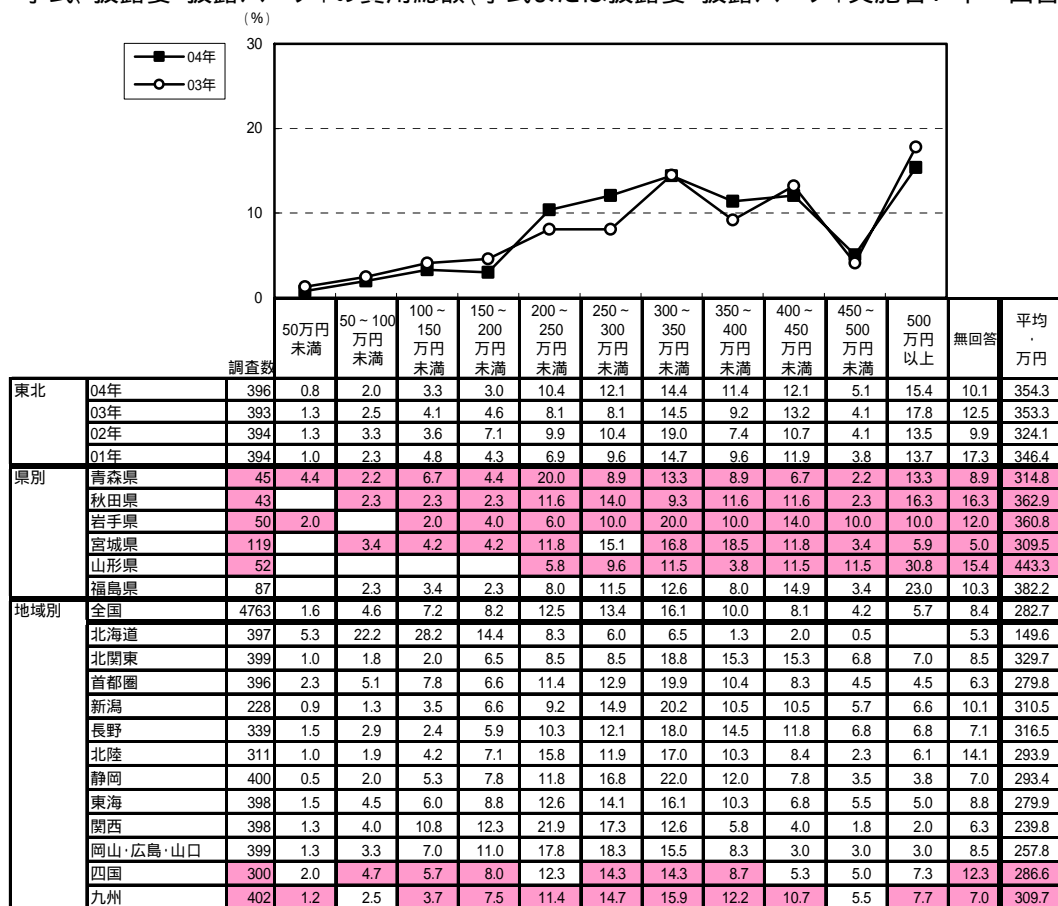 挙式、披露宴・披露パーティの費用総額(挙式または披露宴・披露パーティ実施者
(%)
04年
03年
30
20
10
0
調査数 50万円未満 50～100万円未満 100～150万円未満 150～200万円未満 200～250万円未満 250～300万円未満 300～350万円未満 350～400万円未満 400～450万円未満 450～500万円未満 500万円以上 無回答 平均・万円
東北 04年 396 0.8 2.0 3.3 3.0 10.4 12.1 14.4 11.4 12.1 5.1 15.4 10.1 354.3
03年 393 1.3 2.5 4.1 4.6 8.1 8.1 14.5 9.2 13.2 4.1 17.8 12.5 353.3
02年 394 1.3 3.3 3.6 7.1 9.9 10.4 19.0 7.4 10.7 4.1 13.5 9.9 324.1
01年 394 1.0 2.3 4.8 4.3 6.9 9.6 14.7 9.6 11.9 3.8 13.7 17.3 346.4
県別 青森県 45 4.4 2.2 6.7 4.4 20.0 8.9 13.3 8.9 6.7 2.2 13.3 8.9 314.8
秋田県 43 2.3 2.3 2.3 11.6 14.0 9.3 11.6 11.6 2.3 16.3 16.3 362.9
岩手県 50 2.0 2.0 4.0 6.0 10.0 20.0 10.0 14.0 10.0 10.0 12.0 360.8
宮城県 119 3.4 4.2 4.2 11.8 15.1 16.8 18.5 11.8 3.4 5.9 5.0 309.5
山形県 52 5.8 9.6 11.5 3.8 11.5 11.5 30.8 15.4 443.3
福島県 87 2.3 3.4 2.3 8.0 11.5 12.6 8.0 14.9 3.4 23.0 10.3 382.2
地域別 全国 4763 1.6 4.6 7.2 8.2 12.5 13.4 16.1 10.0 8.1 4.2 5.7 8.4 282.7
北海道 397 5.3 22.2 28.2 14.4 8.3 6.0 6.5 1.3 2.0 0.5 5.3 149.6
北関東 399 1.0 1.8 2.0 6.5 8.5 8.5 18.8 15.3 15.3 6.8 7.0 8.5 329.7
首都圏 396 2.3 5.1 7.8 6.6 11.4 12.9 19.9 10.4 8.3 4.5 4.5 6.3 279.8
新潟 228 0.9 1.3 3.5 6.6 9.2 14.9 20.2 10.5 10.5 5.7 6.6 10.1 310.5
長野 339 1.5 2.9 2.4 5.9 10.3 12.1 18.0 14.5 11.8 6.8 6.8 7.1 316.5
北陸 311 1.0 1.9 4.2 7.1 15.8 11.9 17.0 10.3 8.4 2.3 6.1 14.1 293.9
静岡 400 0.5 2.0 5.3 7.8 11.8 16.8 22.0 12.0 7.8 3.5 3.8 7.0 293.4
東海 398 1.5 4.5 6.0 8.8 12.6 14.1 16.1 10.3 6.8 5.5 5.0 8.8 279.9
関西 398 1.3 4.0 10.8 12.3 21.9 17.3 12.6 5.8 4.0 1.8 2.0 6.3 239.8
岡山・広島・山口 399 1.3 3.3 7.0 11.0 17.8 18.3 15.5 8.3 3.0 3.0 3.0 8.5 257.8
四国 300 2.0 4.7 5.7 8.0 12.3 14.3 14.3 8.7 5.3 5.0 7.3 12.3 286.6
九州 402 1.2 2.5 3.7 7.5 11.4 14.7 15.9 12.2 10.7 5.5 7.7 7.0 309.7